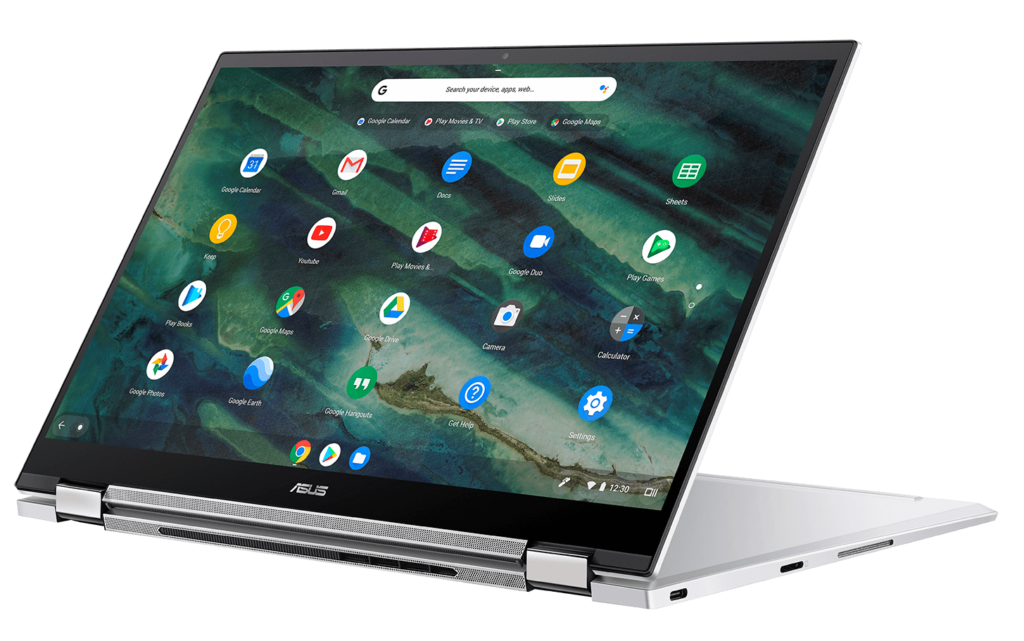 G Search your device, apps, web...
Google Calendar Play Movies & TV Play Store Google Maps
31
Google Calendar Gmail Docs Slides Sheets
Keep Youtube Play Movies &... Google Duo Play Games
G
Play Books Google Maps Google Drive Camera Calculator
Google Photos Google Earth Google Hangouts Get Help Settings
12:30
ASUS